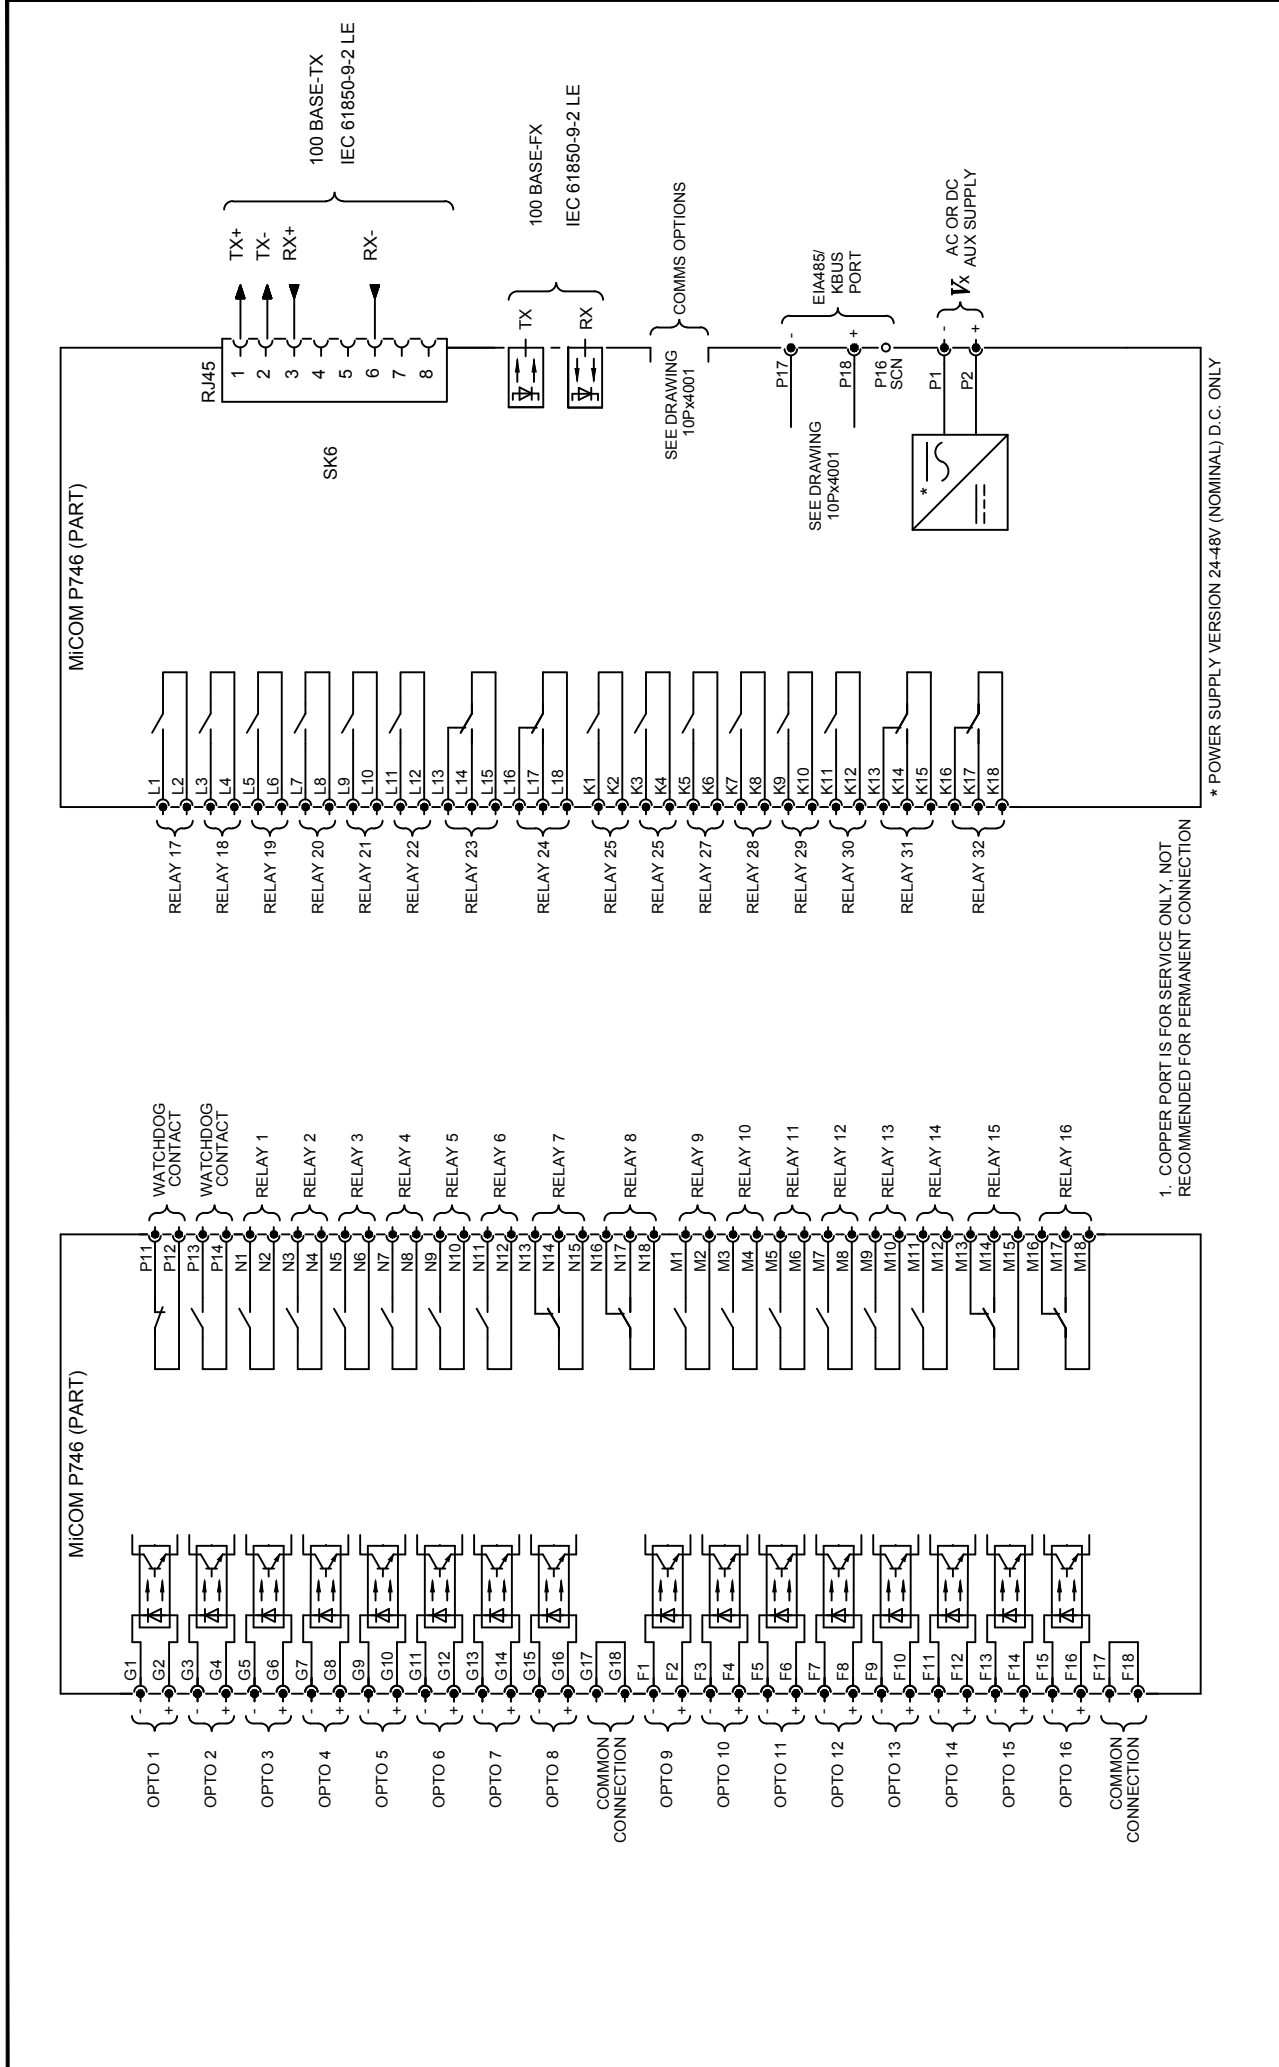 MiCOM P746 (PART)
RJ45
1
2
3
4
5
6
7
8
SK6
TX+
TX-
RX+
RX-
100 BASE-TX
IEC 61850-9-2 LE
TX
RX
100 BASE-FX
IEC 61850-9-2 LE
SEE DRAWING
10Px4001
COMMS OPTIONS
SEE DRAWING
10Px4001
P17
-
P18
+
P16
SCN
EIA485/
KBUS
PORT
P1
-
P2
+
Vx
AC OR DC
AUX SUPPLY
*
L1
L2
RELAY 17
L3
L4
RELAY 18
L5
L6
RELAY 19
L7
L8
RELAY 20
L9
L10
RELAY 21
L11
L12
RELAY 22
L13
L14
L15
RELAY 23
L16
L17
L18
RELAY 24
K1
K2
RELAY 25
K3
K4
RELAY 25
K5
K6
RELAY 27
K7
K8
RELAY 28
K9
K10
RELAY 29
K11
K12
RELAY 30
K13
K14
K15
RELAY 31
K16
K17
K18
RELAY 32
* POWER SUPPLY VERSION 24-48V (NOMINAL) D.C. ONLY
1. COPPER PORT IS FOR SERVICE ONLY, NOT
RECOMMENDED FOR PERMANENT CONNECTION
MiCOM P746 (PART)
P11
P12
WATCHDOG
CONTACT
P13
P14
WATCHDOG
CONTACT
N1
N2
RELAY 1
N3
N4
RELAY 2
N5
N6
RELAY 3
N7
N8
RELAY 4
N9
N10
RELAY 5
N11
N12
RELAY 6
N13
N14
N15
RELAY 7
N16
N17
N18
RELAY 8
M1
M2
RELAY 9
M3
M4
RELAY 10
M5
M6
RELAY 11
M7
M8
RELAY 12
M9
M10
RELAY 13
M11
M12
RELAY 14
M13
M14
M15
RELAY 15
M16
M17
M18
RELAY 16
G1
-
G2
+
OPTO 1
G3
-
G4
+
OPTO 2
G5
-
G6
+
OPTO 3
G7
-
G8
+
OPTO 4
G9
-
G10
+
OPTO 5
G11
-
G12
+
OPTO 6
G13
-
G14
+
OPTO 7
G15
-
G16
+
OPTO 8
G17
G18
COMMON
CONNECTION
F1
-
F2
+
OPTO 9
F3
-
F4
+
OPTO 10
F5
-
F6
+
OPTO 11
F7
-
F8
+
OPTO 12
F9
-
F10
+
OPTO 13
F11
-
F12
+
OPTO 14
F13
-
F14
+
OPTO 15
F15
-
F16
+
OPTO 16
F17
F18
COMMON
CONNECTION